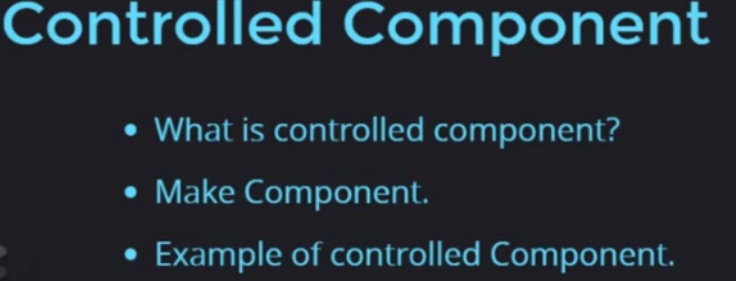 Controlled Component
• What is controlled component?
• Make Component.
• Example of controlled Component.